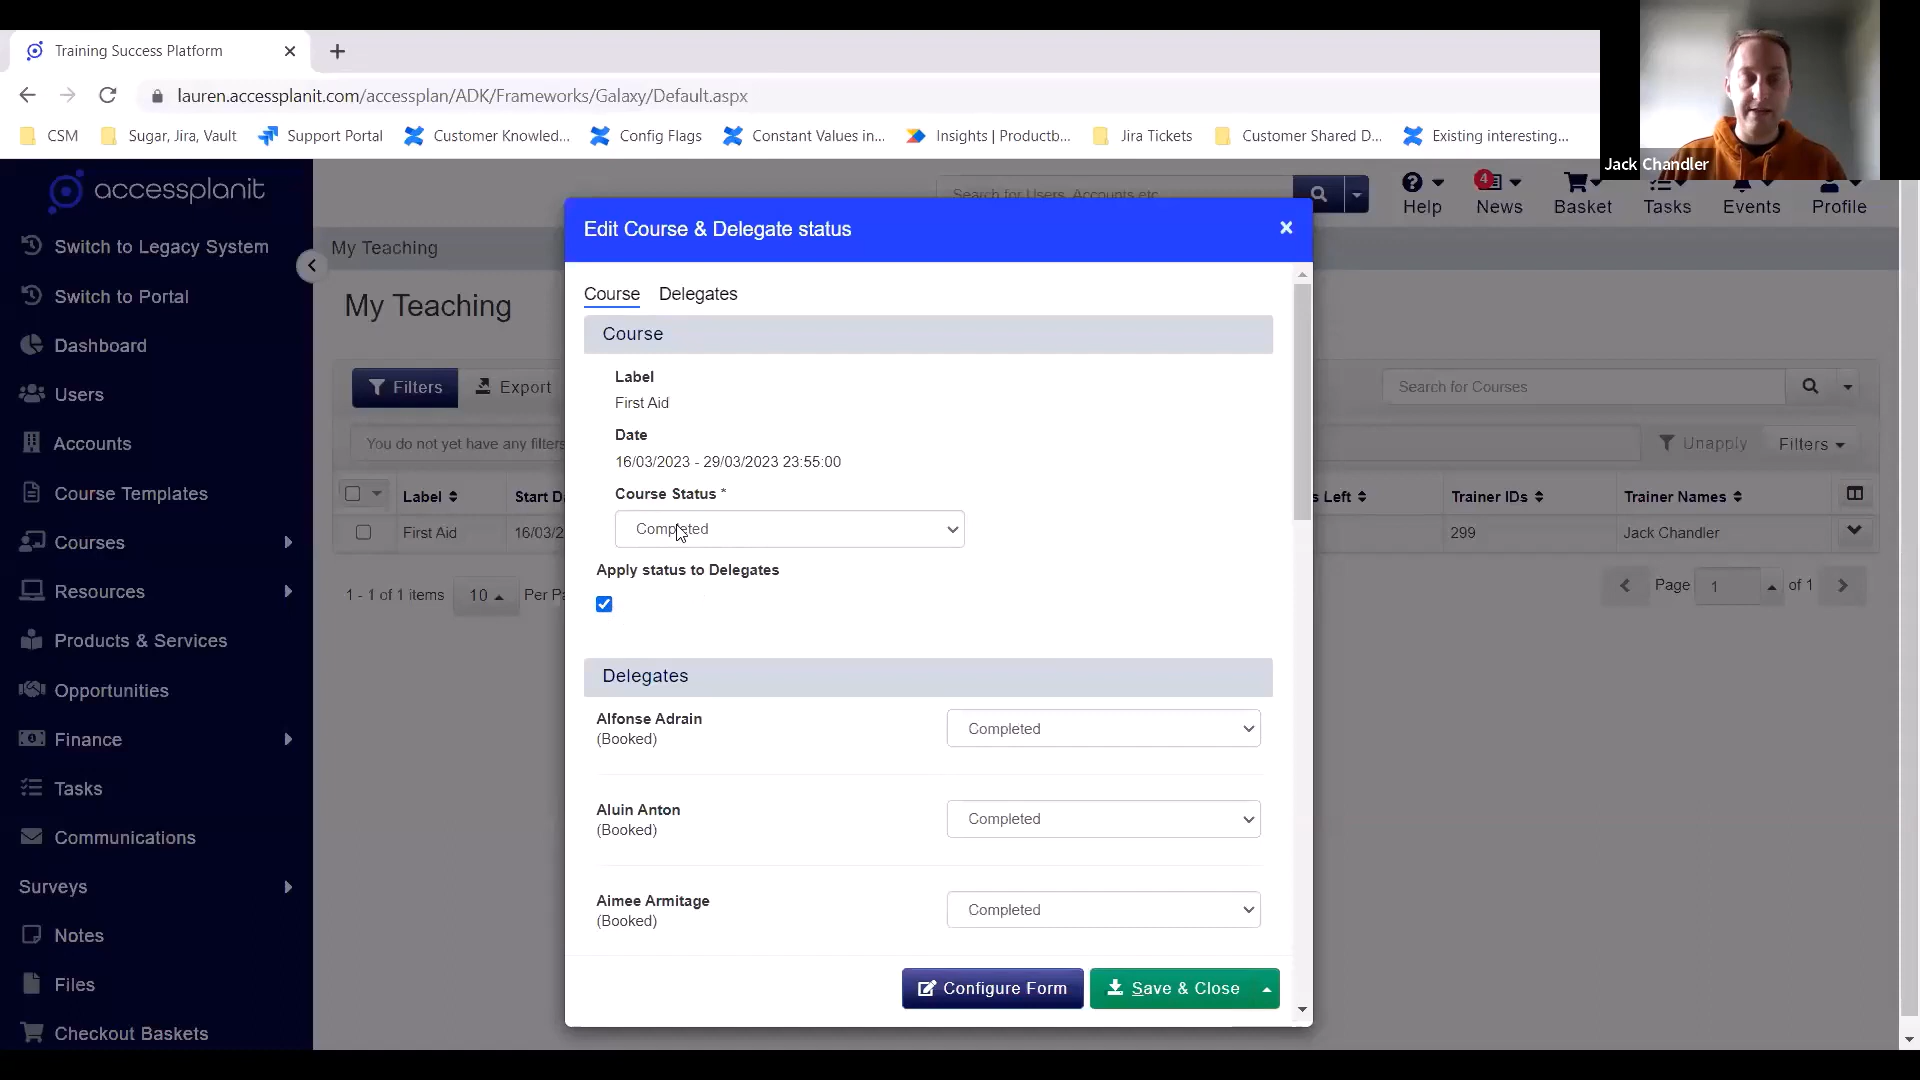 Training Success Platform
lauren.accessplanit.com/accessplan/ADK/Frameworks/Galaxy/Default.aspx
CSM
Sugar, Jira, Vault
Support Portal
Customer Knowled...
Config Flags
Constant Values in...
Insights | Productb...
Jira Tickets
Customer Shared D...
Existing interesting...
Jack Chandler
accessplanit
Search for Users, Accounts etc
Help
4
News
Basket
Tasks
Events
Profile
Switch to Legacy System
Switch to Portal
Dashboard
Users
Accounts
Course Templates
Courses
Resources
Products & Services
Opportunities
Finance
Tasks
Communications
Surveys
Notes
Files
Checkout Baskets
My Teaching
My Teaching
Filters
Export
Search for Courses
You do not yet have any filters
Unapply
Filters
Label
Start D
s Left
Trainer IDs
Trainer Names
First Aid
16/03/2
299
Jack Chandler
1 - 1 of 1 items
10
Per Pa
Page
1
of 1
Edit Course & Delegate status
Course
Delegates
Course
Label
First Aid
Date
16/03/2023 - 29/03/2023 23:55:00
Course Status *
Completed
Apply status to Delegates
Delegates
Alfonse Adrain
(Booked)
Completed
Aluin Anton
(Booked)
Completed
Aimee Armitage
(Booked)
Completed
Configure Form
Save & Close